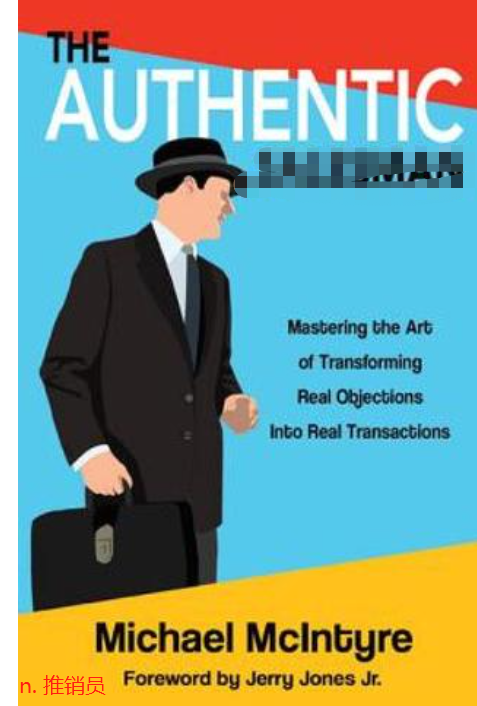 THE
AUTHENTIC
Mastering the Art
of Transforming
Real Objections
Into Real Transactions
Michael McIntyre
n. 推销员
Foreword by Jerry Jones Jr.